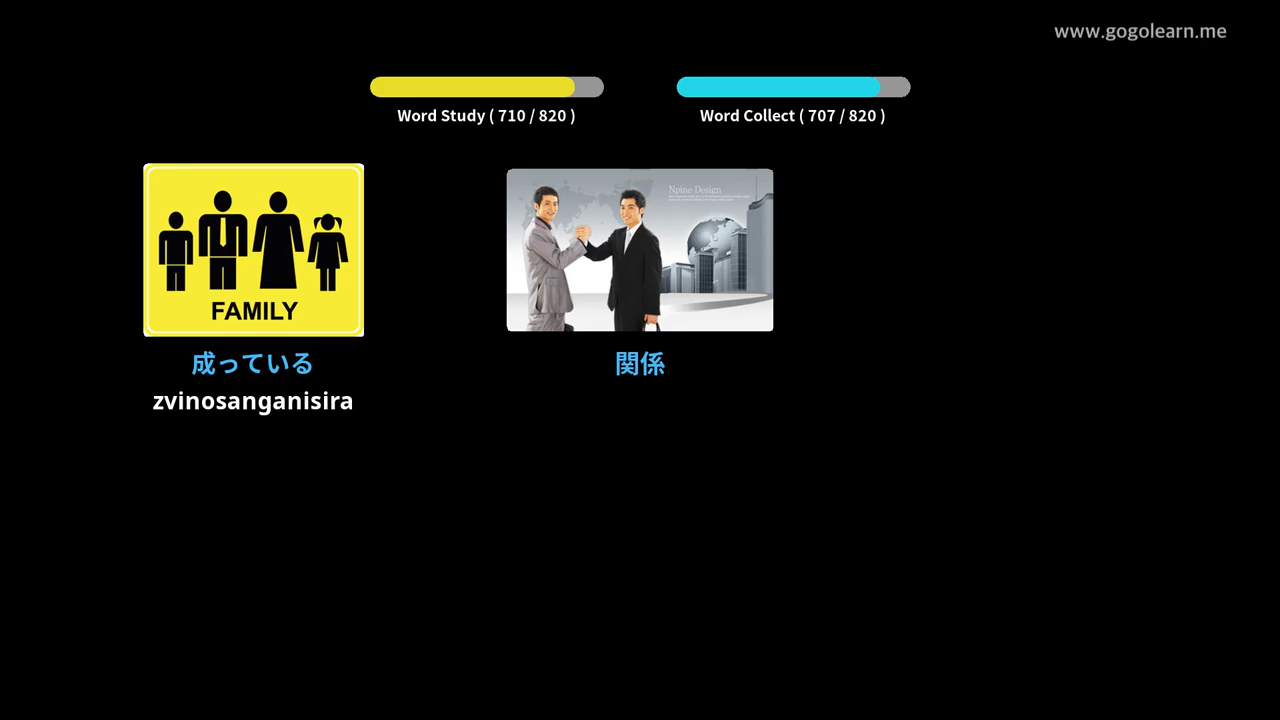 www.gogolearn.me
Word Study ( 710 / 820 )
Word Collect ( 707 / 820 )
FAMILY
Npine Design
成っている
関係
zvinosanganisira